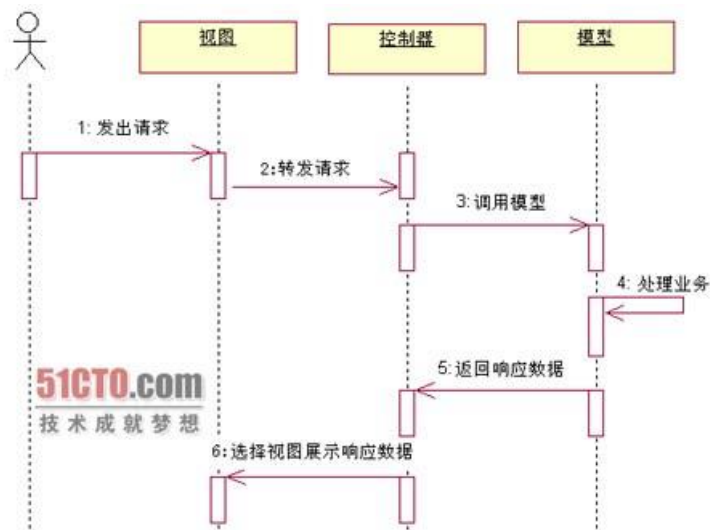 视图
控制器
模型
1: 发出请求
2:转发请求
3:调用模型
4: 处理业务
5:返回响应数据
51CTO.com
技术成就梦想
6:选择视图展示响应数据